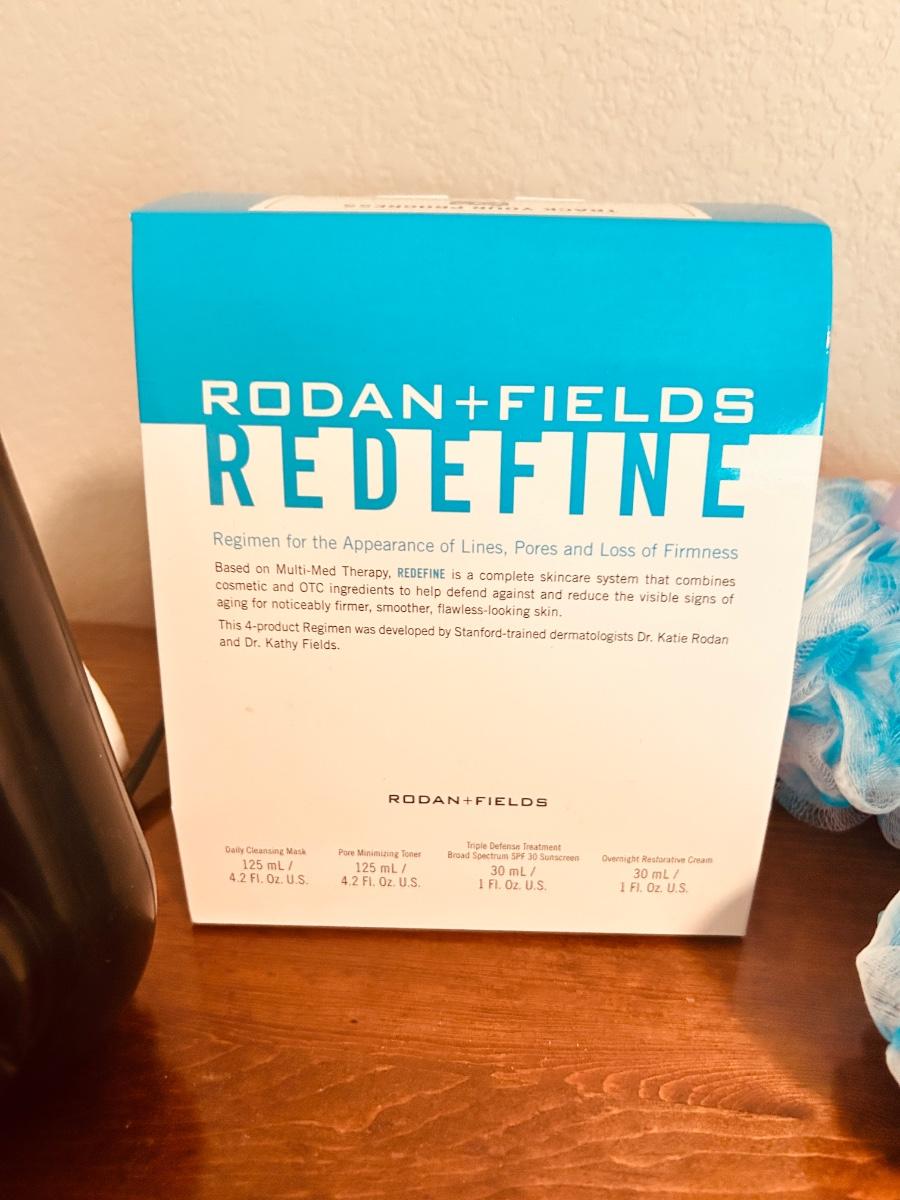 TRACK YOUR PROGRESS
RODAN+FIELDS
REDEFINE
Regimen for the Appearance of Lines, Pores and Loss of Firmness
Based on Multi-Med Therapy, REDEFINE is a complete skincare system that combines
cosmetic and OTC ingredients to help defend against and reduce the visible signs of
aging for noticeably firmer, smoother, flawless-looking skin.
This 4-product Regimen was developed by Stanford-trained dermatologists Dr. Katie Rodan
and Dr. Kathy Fields.
RODAN+FIELDS
Daily Cleansing Mask
125 mL /
4.2 Fl. Oz. U.S.
Pore Minimizing Toner
125 mL /
4.2 Fl. Oz. U.S.
Triple Defense Treatment
Broad Spectrum SPF 30 Sunscreen
30 mL /
1 Fl. Oz. U.S.
Overnight Restorative Cream
30 mL /
1 Fl. Oz. U.S.